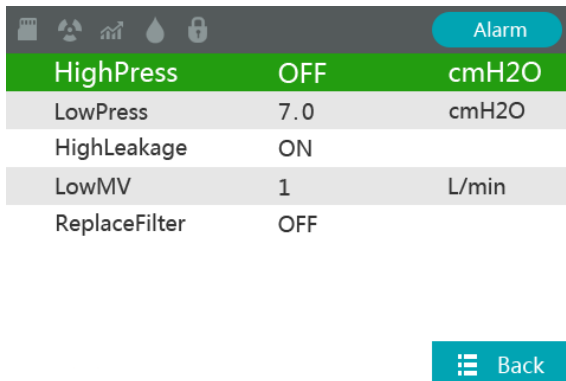 Alarm
HighPress OFF cmH2O
LowPress 7.0 cmH2O
HighLeakage ON
LowMV 1 L/min
ReplaceFilter OFF
Back